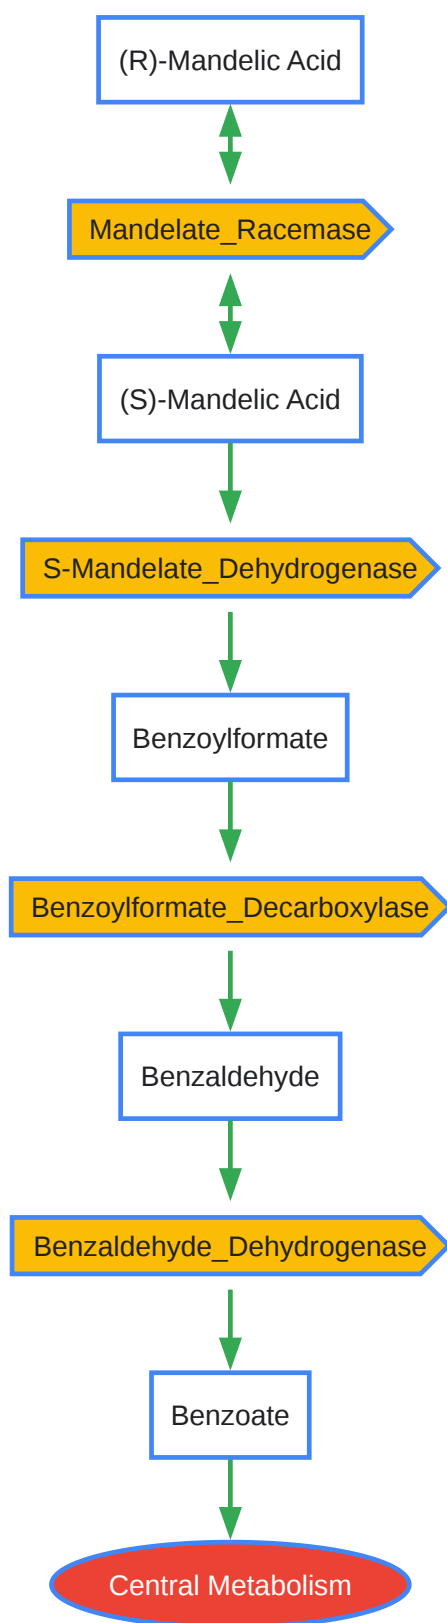 (R)-Mandelic Acid
Mandelate_Racemase
(S)-Mandelic Acid
S-Mandelate_Dehydrogenase
Benzoylformate
Benzoylformate_Decarboxylase
Benzaldehyde
Benzaldehyde_Dehydrogenase
Benzoate
Central Metabolism